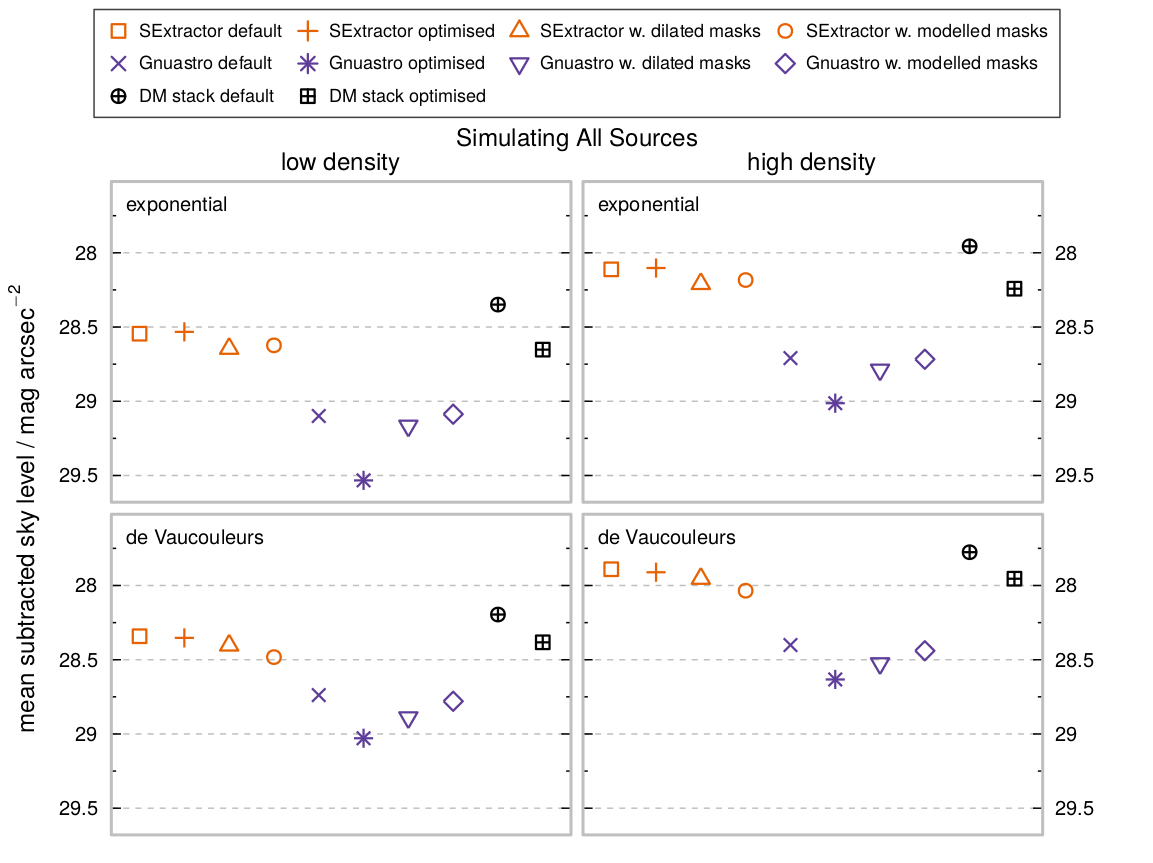 SExtractor default SExtractor optimised SExtractor w. dilated masks SExtractor w. modelled masks
Gnuastro default Gnuastro optimised Gnuastro w. dilated masks Gnuastro w. modelled masks
DM stack default DM stack optimised
Simulating All Sources
low density high density
mean subtracted sky level / mag arcsec⁻²
exponential exponential
28 28
28.5 28.5
29 29
29.5 29.5
de Vaucouleurs de Vaucouleurs
28 28
28.5 28.5
29 29
29.5 29.5